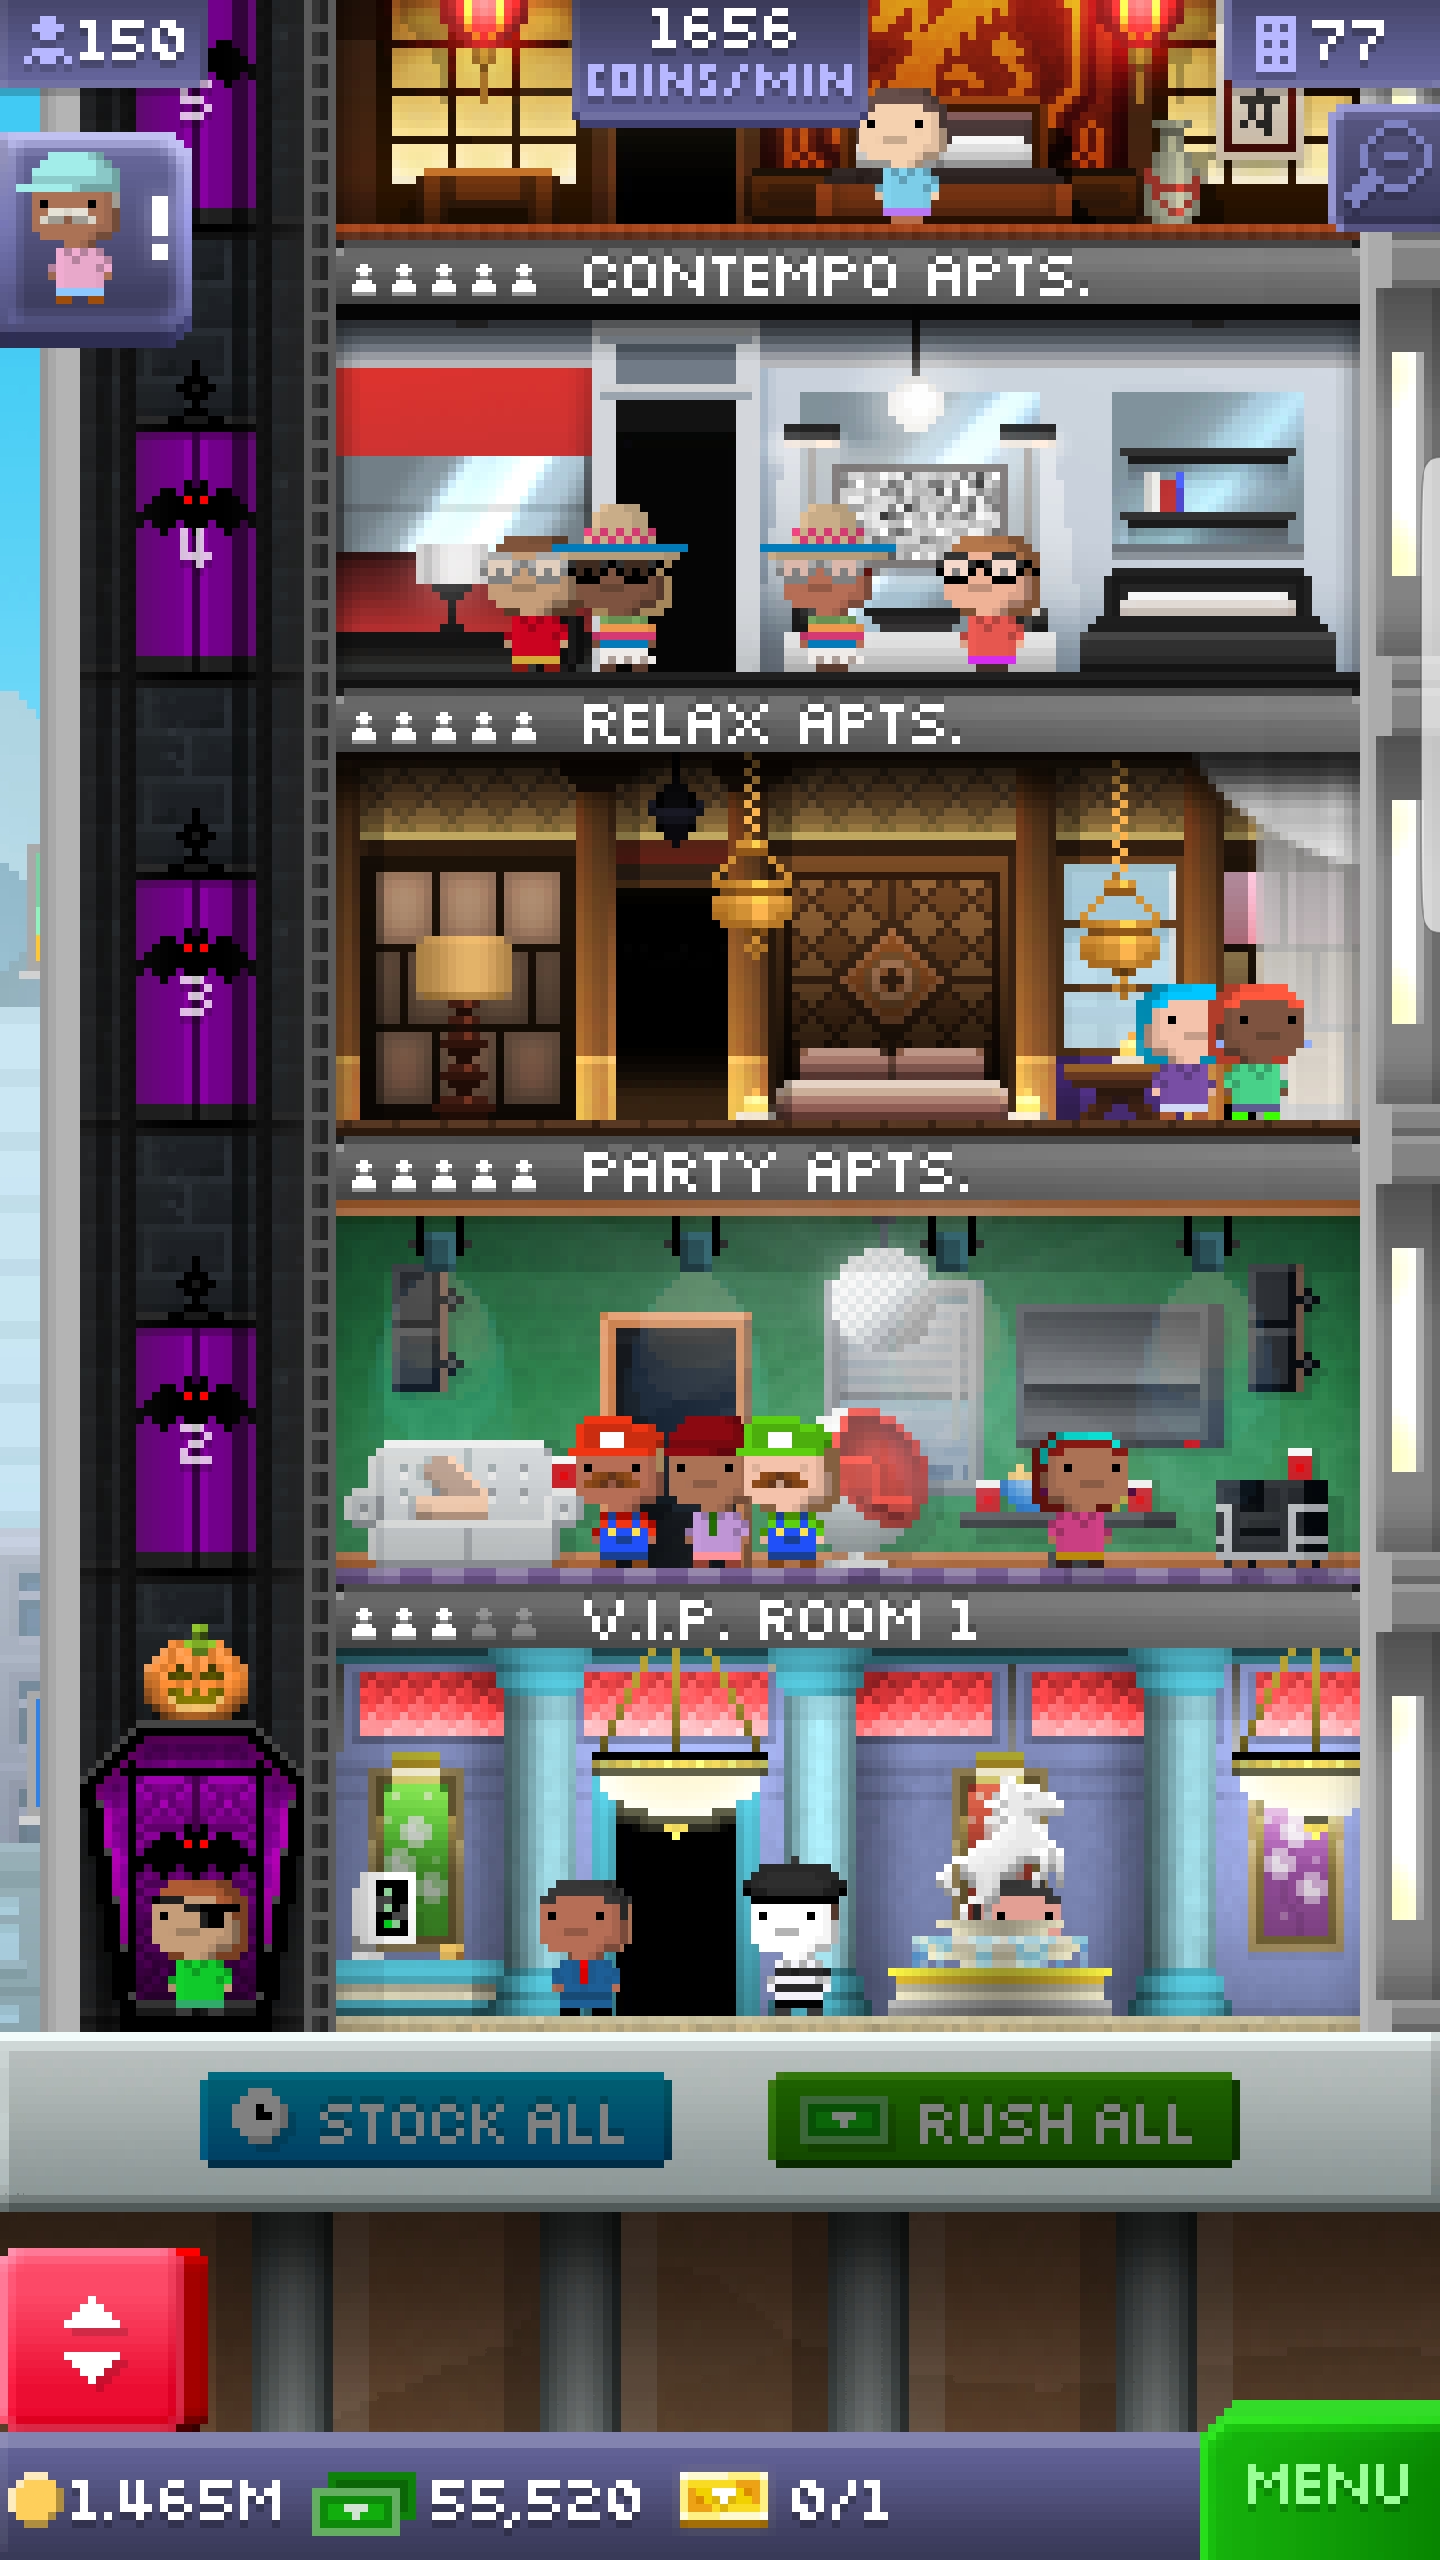 150
1656
COINS/MIN
77
5
!
CONTEMPO APTS.
4
RELAX APTS.
3
PARTY APTS.
2
V.I.P. ROOM 1
STOCK ALL
RUSH ALL
1.465M
55,520
0/1
MENU